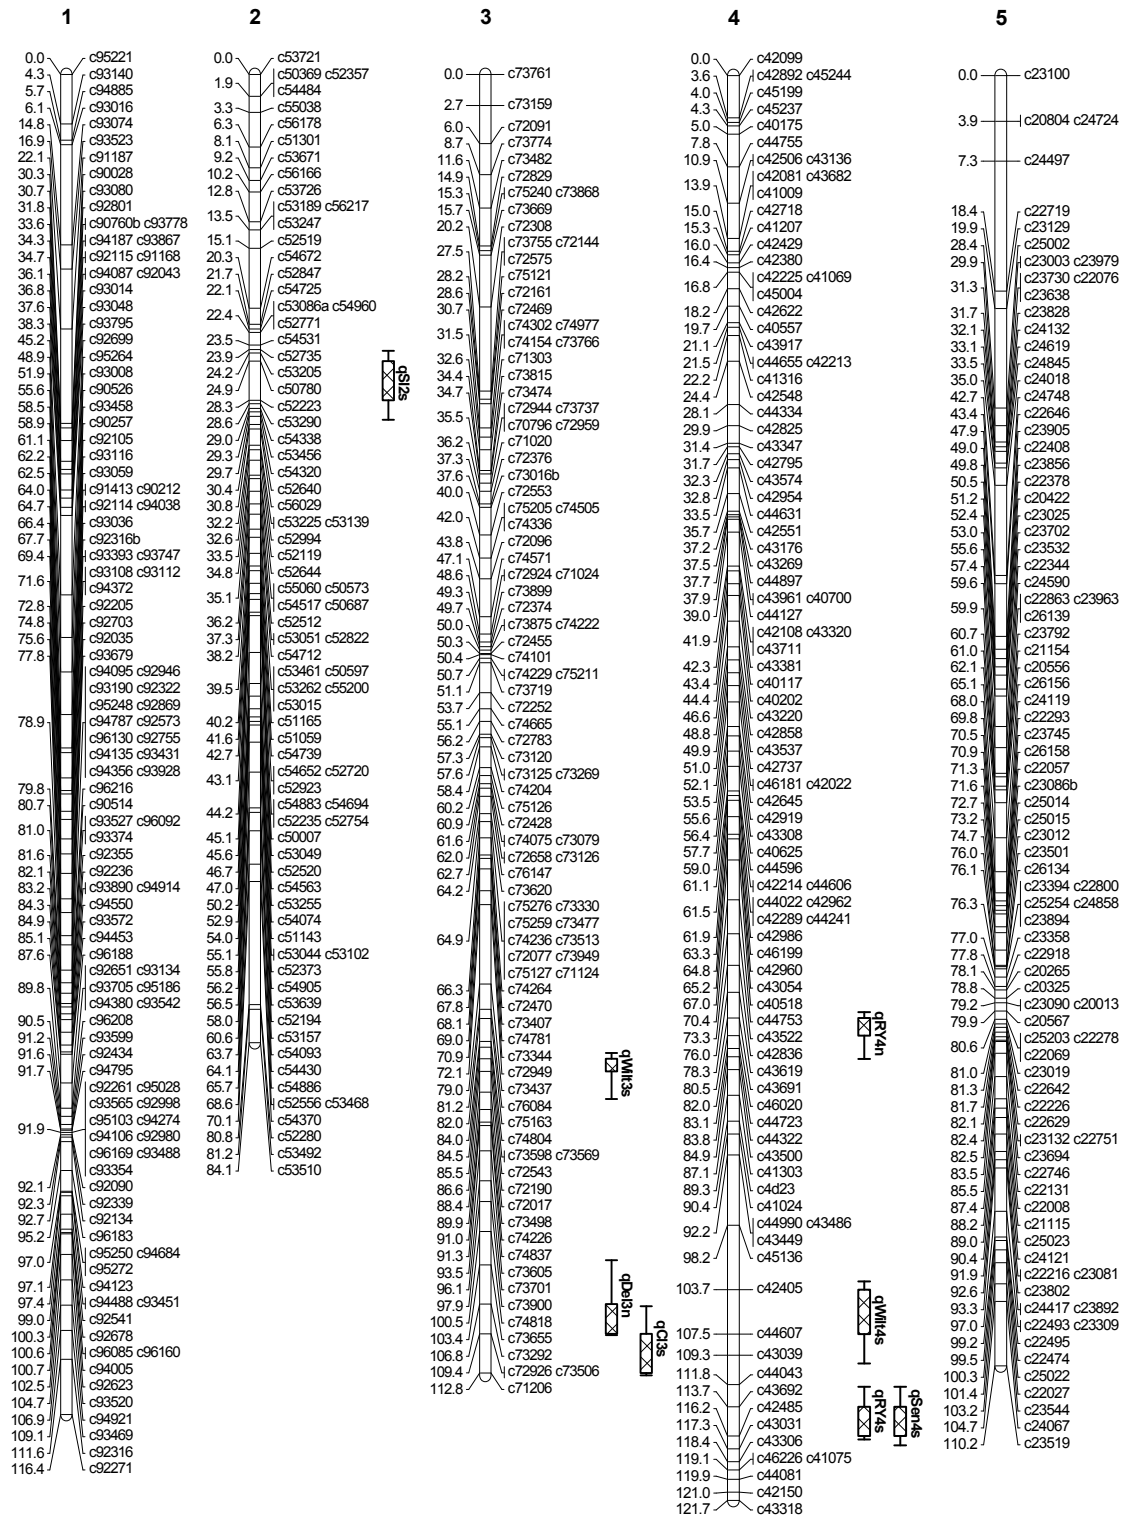 1
0.0 c95221
4.3 c93140
5.7 c94885
6.1 c93016
14.8 c93074
16.9 c93523
22.1 c91187
30.3 c90028
30.7 c93080
31.8 c92801
33.6 c90760b c93778
34.3 c94187 c93867
34.7 c92115 c91168
36.1 c94087 c92043
36.8 c93014
37.6 c93048
38.3 c93795
45.2 c92699
48.9 c95264
51.9 c93008
55.6 c90526
58.5 c93458
58.9 c90257
61.1 c92105
62.2 c93116
62.5 c93059
64.0 c91413 c90212
64.7 c92114 c94038
66.4 c93036
67.7 c92316b
69.4 c93393 c93747
71.6 c93108 c93112
c94372
72.8 c92205
74.8 c92703
75.6 c92035
77.8 c93679
c94095 c92946
c93190 c92322
c95248 c92869
78.9 c94787 c92573
c96130 c92755
c94135 c93431
c94356 c93928
79.8 c96216
80.7 c90514
81.0 c93527 c96092
c93374
81.6 c92355
82.1 c92236
83.2 c93890 c94914
84.3 c94550
84.9 c93572
85.1 c94453
87.6 c96188
c92651 c93134
89.8 c93705 c95186
c94380 c93542
90.5 c96208
91.2 c93599
91.6 c92434
91.7 c94795
c92261 c95028
c93565 c92998
91.9 c95103 c94274
c94106 c92980
c96169 c93488
c93354
92.1 c92090
92.3 c92339
92.7 c92134
95.2 c96183
97.0 c95250 c94684
c95272
97.1 c94123
97.4 c94488 c93451
99.0 c92541
100.3 c92678
100.6 c96085 c96160
100.7 c94005
102.5 c92623
104.7 c93520
106.9 c94921
109.1 c93469
111.6 c92316
116.4 c92271
2
0.0 c53721
1.9 c50369 c52357
c54484
3.3 c55038
6.3 c56178
8.1 c51301
9.2 c53671
10.2 c56166
12.8 c53726
13.5 c53189 c56217
c53247
15.1 c52519
20.3 c54672
21.7 c52847
22.1 c54725
22.4 c53086a c54960
c52771
23.5 c54531
23.9 c52735
24.2 c53205
24.9 c50780
28.3 c52223
28.6 c53290
29.0 c54338
29.3 c53456
29.7 c54320
30.4 c52640
30.8 c56029
32.2 c53225 c53139
32.6 c52994
33.5 c52119
34.8 c52644
35.1 c55060 c50573
c54517 c50687
36.2 c52512
37.3 c53051 c52822
38.2 c54712
c53461 c50597
39.5 c53262 c55200
c53015
40.2 c51165
41.6 c51059
42.7 c54739
43.1 c54652 c52720
c52923
44.2 c54883 c54694
c52235 c52754
45.1 c50007
45.6 c53049
46.7 c52520
47.0 c54563
50.2 c53255
52.9 c54074
54.0 c51143
55.1 c53044 c53102
55.8 c52373
56.2 c54905
56.5 c53639
58.0 c52194
60.6 c53157
63.7 c54093
64.1 c54430
65.7 c54886
68.6 c52556 c53468
70.1 c54370
80.8 c52280
81.2 c53492
84.1 c53510
qSl2s
3
0.0 c73761
2.7 c73159
6.0 c72091
8.7 c73774
11.6 c73482
14.9 c72829
15.3 c75240 c73868
15.7 c73669
20.2 c72308
27.5 c73755 c72144
c72575
28.2 c75121
28.6 c72161
30.7 c72469
31.5 c74302 c74977
c74154 c73766
32.6 c71303
34.4 c73815
34.7 c73474
35.5 c72944 c73737
c70796 c72959
36.2 c71020
37.3 c72376
37.6 c73016b
40.0 c72553
42.0 c75205 c74505
c74336
43.8 c72096
47.1 c74571
48.6 c72924 c71024
49.3 c73899
49.7 c72374
50.0 c73875 c74222
50.3 c72455
50.4 c74101
50.7 c74229 c75211
51.1 c73719
53.7 c72252
55.1 c74665
56.2 c72783
57.3 c73120
57.6 c73125 c73269
58.4 c74204
60.2 c75126
60.9 c72428
61.6 c74075 c73079
62.0 c72658 c73126
62.7 c76147
64.2 c73620
c75276 c73330
c75259 c73477
64.9 c74236 c73513
c72077 c73949
c75127 c71124
66.3 c74264
67.8 c72470
68.1 c73407
69.0 c74781
70.9 c73344
72.1 c72949
79.0 c73437
81.2 c76084
82.0 c75163
84.0 c74804
84.5 c73598 c73569
85.5 c72543
86.6 c72190
88.4 c72017
89.9 c73498
91.0 c74226
91.3 c74837
93.5 c73605
96.1 c73701
97.9 c73900
100.5 c74818
103.4 c73655
106.8 c73292
109.4 c72926 c73506
112.8 c71206
qWilt3s
qDel3n
qCl3s
4
0.0 c42099
3.6 c42892 c45244
4.0 c45199
4.3 c45237
5.0 c40175
7.8 c44755
10.9 c42506 c43136
13.9 c42081 c43682
c41009
15.0 c42718
15.3 c41207
16.0 c42429
16.4 c42380
16.8 c42225 c41069
c45004
18.2 c42622
19.7 c40557
21.1 c43917
21.5 c44655 c42213
22.2 c41316
24.4 c42548
28.1 c44334
29.9 c42825
31.4 c43347
31.7 c42795
32.3 c43574
32.8 c42954
33.5 c44631
35.7 c42551
37.2 c43176
37.5 c43269
37.7 c44897
37.9 c43961 c40700
39.0 c44127
41.9 c42108 c43320
c43711
42.3 c43381
43.4 c40117
44.4 c40202
46.6 c43220
48.8 c42858
49.9 c43537
51.0 c42737
52.1 c46181 c42022
53.5 c42645
55.6 c42919
56.4 c43308
57.7 c40625
59.0 c44596
61.1 c42214 c44606
61.5 c44022 c42962
c42289 c44241
61.9 c42986
63.3 c46199
64.8 c42960
65.2 c43054
67.0 c40518
70.4 c44753
73.3 c43522
76.0 c42836
78.3 c43619
80.5 c43691
82.0 c46020
83.1 c44723
83.8 c44322
84.9 c43500
87.1 c41303
89.3 c4d23
90.4 c41024
92.2 c44990 c43486
c43449
98.2 c45136
103.7 c42405
107.5 c44607
109.3 c43039
111.8 c44043
113.7 c43692
116.2 c42485
117.3 c43031
118.4 c43306
119.1 c46226 c41075
119.9 c44081
121.0 c42150
121.7 c43318
qRY4n
qWilt4s
qRY4s
qSen4s
5
0.0 c23100
3.9 c20804 c24724
7.3 c24497
18.4 c22719
19.9 c23129
28.4 c25002
29.9 c23003 c23979
31.3 c23730 c22076
c23638
31.7 c23828
32.1 c24132
33.1 c24619
33.5 c24845
35.0 c24018
42.7 c24748
43.4 c22646
47.9 c23905
49.0 c22408
49.8 c23856
50.5 c22378
51.2 c20422
52.4 c23025
53.0 c23702
55.6 c23532
57.4 c22344
59.6 c24590
59.9 c22863 c23963
c26139
60.7 c23792
61.0 c21154
62.1 c20556
65.1 c26156
68.0 c24119
69.8 c22293
70.5 c23745
70.9 c26158
71.3 c22057
71.6 c23086b
72.7 c25014
73.2 c25015
74.7 c23012
76.0 c23501
76.1 c26134
c23394 c22800
76.3 c25254 c24858
c23894
77.0 c23358
77.8 c22918
78.1 c20265
78.8 c20325
79.2 c23090 c20013
79.9 c20567
80.6 c25203 c22278
c22069
81.0 c23019
81.3 c22642
81.7 c22226
82.1 c22629
82.4 c23132 c22751
82.5 c23694
83.5 c22746
85.5 c22131
87.4 c22008
88.2 c21115
89.0 c25023
90.4 c24121
91.9 c22216 c23081
92.6 c23802
93.3 c24417 c23892
97.0 c22493 c23309
99.2 c22495
99.5 c22474
100.3 c25022
101.4 c22027
103.2 c23544
104.7 c24067
110.2 c23519